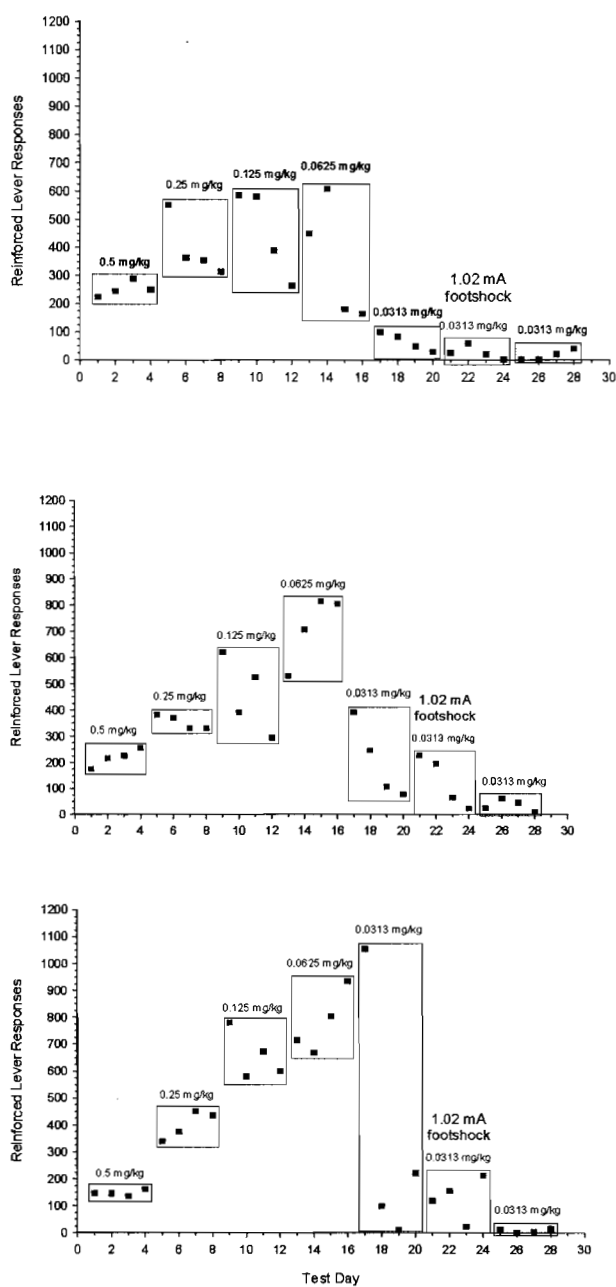 1200
1100
1000
900
800
700
600
500
400
300
200
100
0
Reinforced Lever Responses
0.5 mg/kg
0.25 mg/kg
0.125 mg/kg
0.0625 mg/kg
0.0313 mg/kg
1.02 mA
footshock
0.0313 mg/kg
0.0313 mg/kg
0 2 4 6 8 10 12 14 16 18 20 22 24 26 28 30
1200
1100
1000
900
800
700
600
500
400
300
200
100
0
Reinforced Lever Responses
0.5 mg/kg
0.25 mg/kg
0.125 mg/kg
0.0625 mg/kg
0.0313 mg/kg
1.02 mA
footshock
0.0313 mg/kg
0.0313 mg/kg
0 2 4 6 8 10 12 14 16 18 20 22 24 26 28 30
1200
1100
1000
900
800
700
600
500
400
300
200
100
0
Reinforced Lever Responses
0.5 mg/kg
0.25 mg/kg
0.125 mg/kg
0.0625 mg/kg
0.0313 mg/kg
1.02 mA
footshock
0.0313 mg/kg
0.0313 mg/kg
0 2 4 6 8 10 12 14 16 18 20 22 24 26 28 30
Test Day